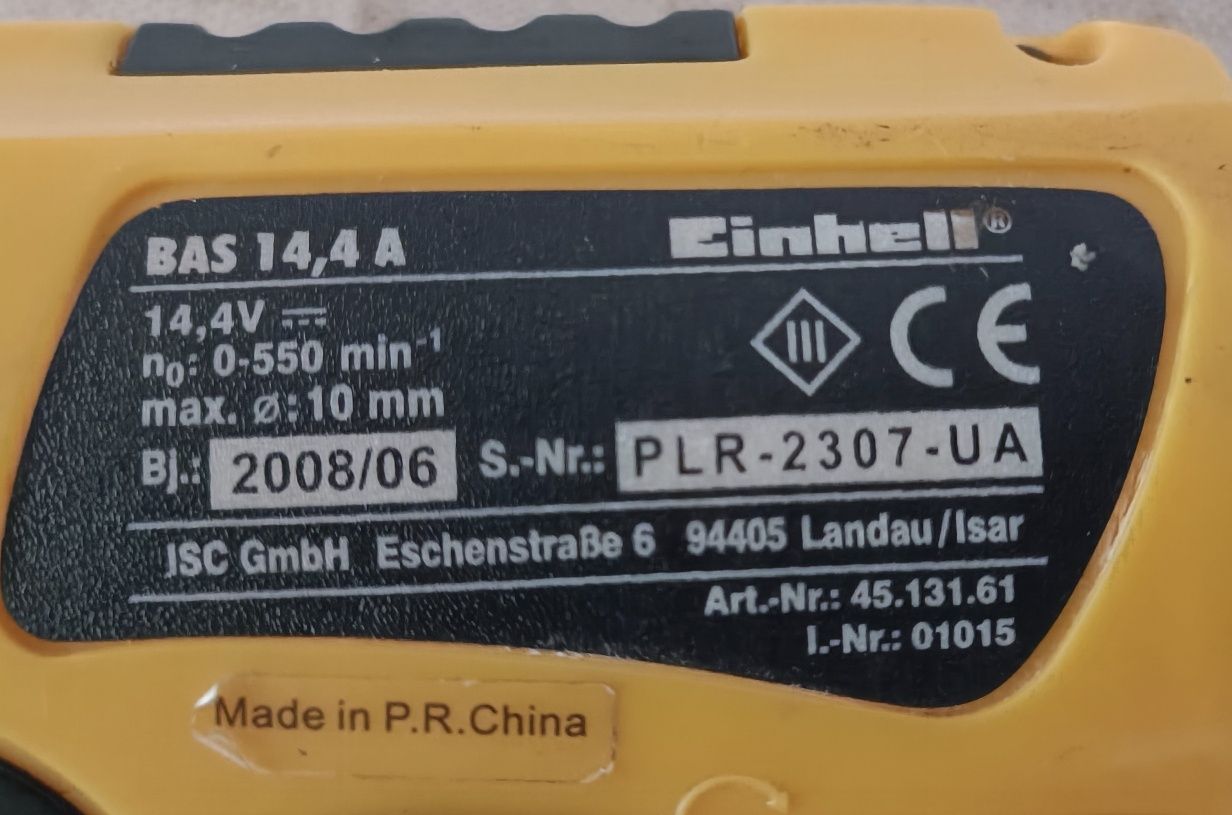 BAS 14,4 A Einhell®
14,4V
n0: 0-550 min-1
max. ø: 10 mm
III CE
Bj.: 2008/06 S.-Nr.: PLR-2307-UA
ISC GmbH Eschenstraße 6 94405 Landau/Isar
Art.-Nr.: 45.131.61
I.-Nr.: 01015
Made in P.R.China